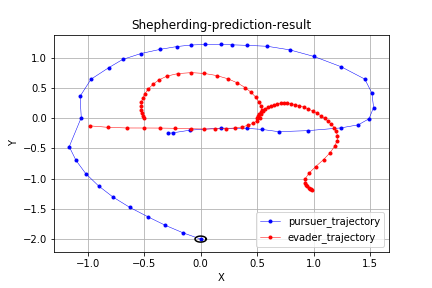 Shepherding-prediction-result
1.0
0.5
0.0
−0.5
−1.0
−1.5
−2.0
Y
pursuer_trajectory
evader_trajectory
−1.0 −0.5 0.0 0.5 1.0 1.5
X